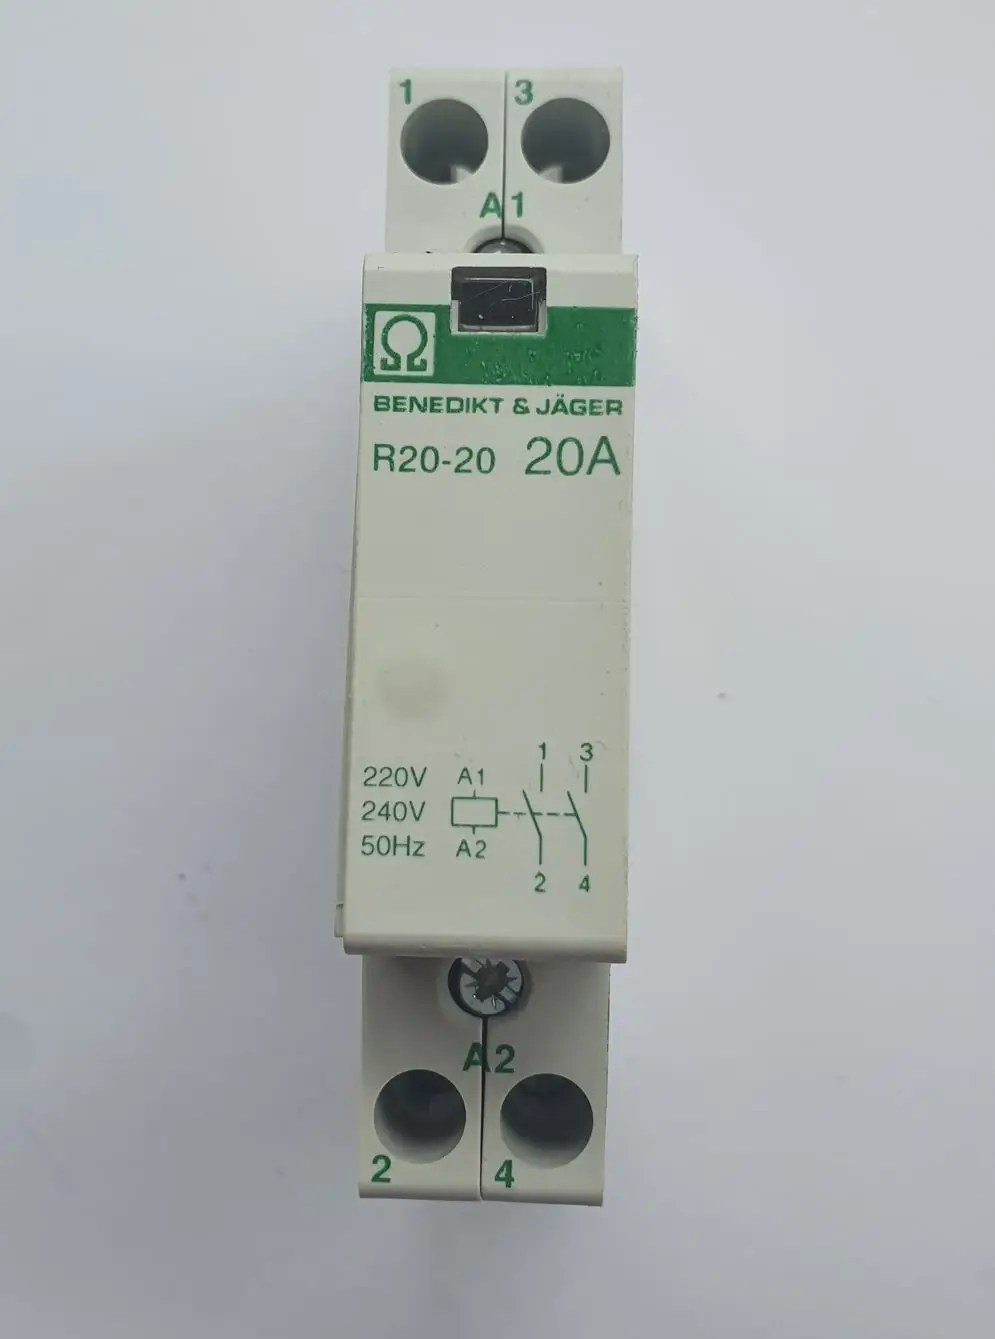 1 3
A1
Ω
BENEDIKT & JÄGER
R20-20 20A
1 3
220V A1
240V
50Hz A2
2 4
A2
2 4